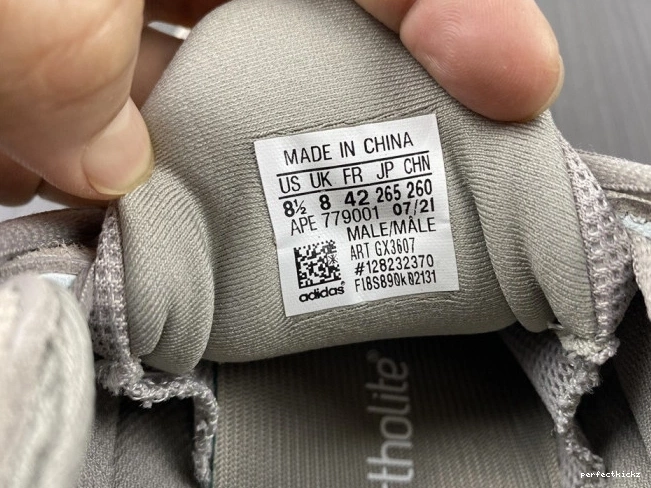 MADE IN CHINA
US UK FR JP CHN
8½ 8 42 265 260
APE 779001 07/21
MALE/MÂLE
ART GX3607
#128232370
adidas®
tholite®
perfectkickz